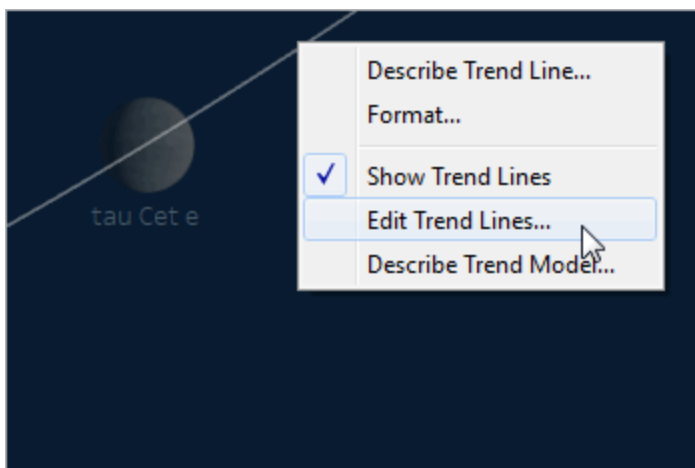 Describe Trend Line...
Format...
Show Trend Lines
Edit Trend Lines...
Describe Trend Model...
tau Cet e